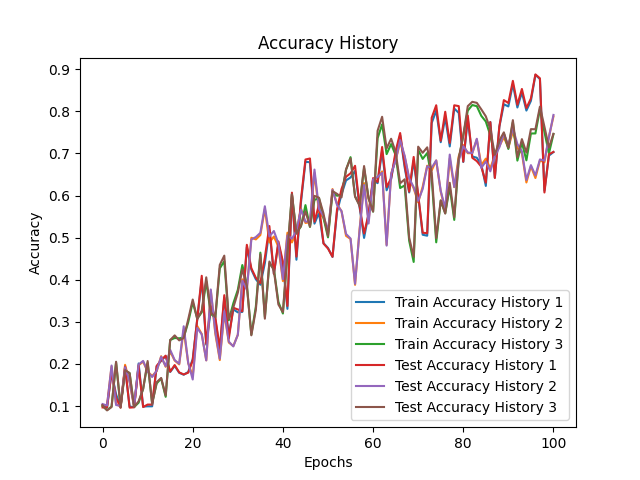 Accuracy History
0.9
0.8
0.7
0.6
0.5
0.4
0.3
0.2
0.1
Accuracy
Train Accuracy History 1
Train Accuracy History 2
Train Accuracy History 3
Test Accuracy History 1
Test Accuracy History 2
Test Accuracy History 3
0 20 40 60 80 100
Epochs